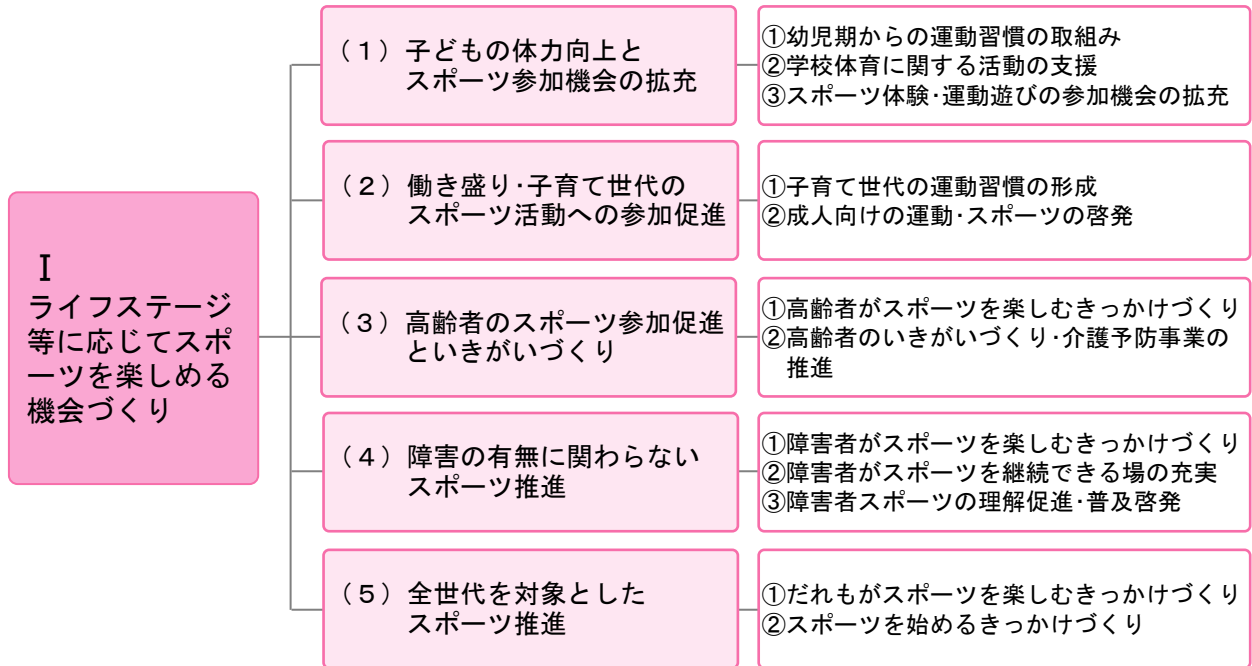 Ⅰ
ライフステージ
等に応じてスポ
ーツを楽しめる
機会づくり
（１）子どもの体力向上と
スポーツ参加機会の拡充
①幼児期からの運動習慣の取組み
②学校体育に関する活動の支援
③スポーツ体験･運動遊びの参加機会の拡充
（２）働き盛り･子育て世代の
スポーツ活動への参加促進
①子育て世代の運動習慣の形成
②成人向けの運動･スポーツの啓発
（３）高齢者のスポーツ参加促進
といきがいづくり
①高齢者がスポーツを楽しむきっかけづくり
②高齢者のいきがいづくり･介護予防事業の
推進
（４）障害の有無に関わらない
スポーツ推進
①障害者がスポーツを楽しむきっかけづくり
②障害者がスポーツを継続できる場の充実
③障害者スポーツの理解促進･普及啓発
（５）全世代を対象とした
スポーツ推進
①だれもがスポーツを楽しむきっかけづくり
②スポーツを始めるきっかけづくり